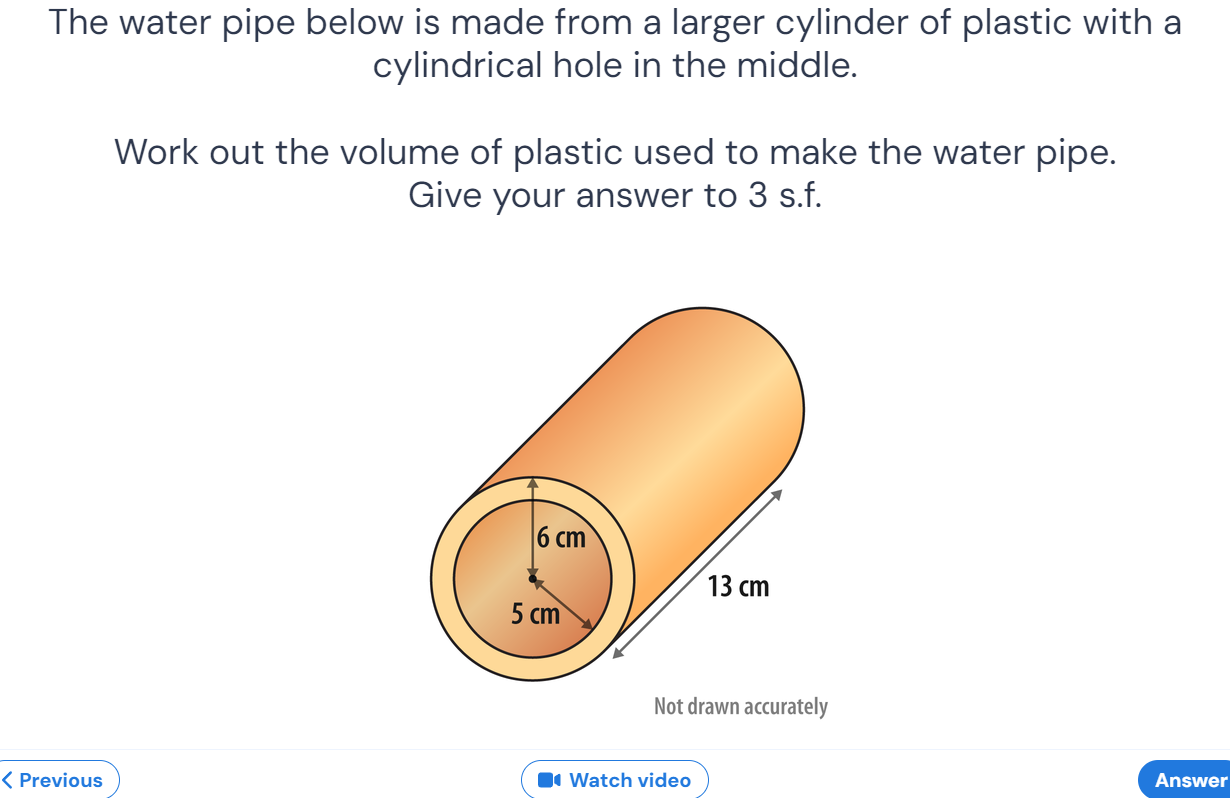 The water pipe below is made from a larger cylinder of plastic with a
cylindrical hole in the middle.
Work out the volume of plastic used to make the water pipe.
Give your answer to 3 s.f.
6 cm
5 cm
13 cm
Not drawn accurately
Previous
Watch video
Answer